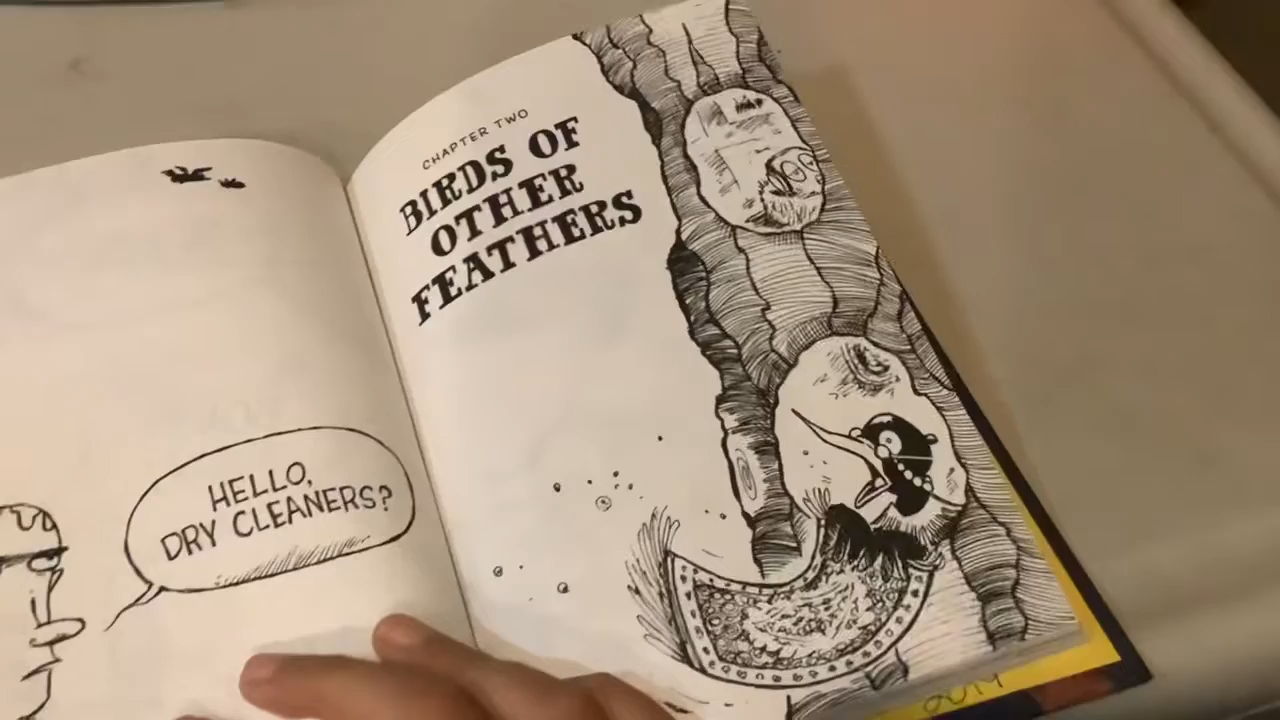 HELLO,
DRY CLEANERS?
CHAPTER TWO
BIRDS OF
OTHER
FEATHERS